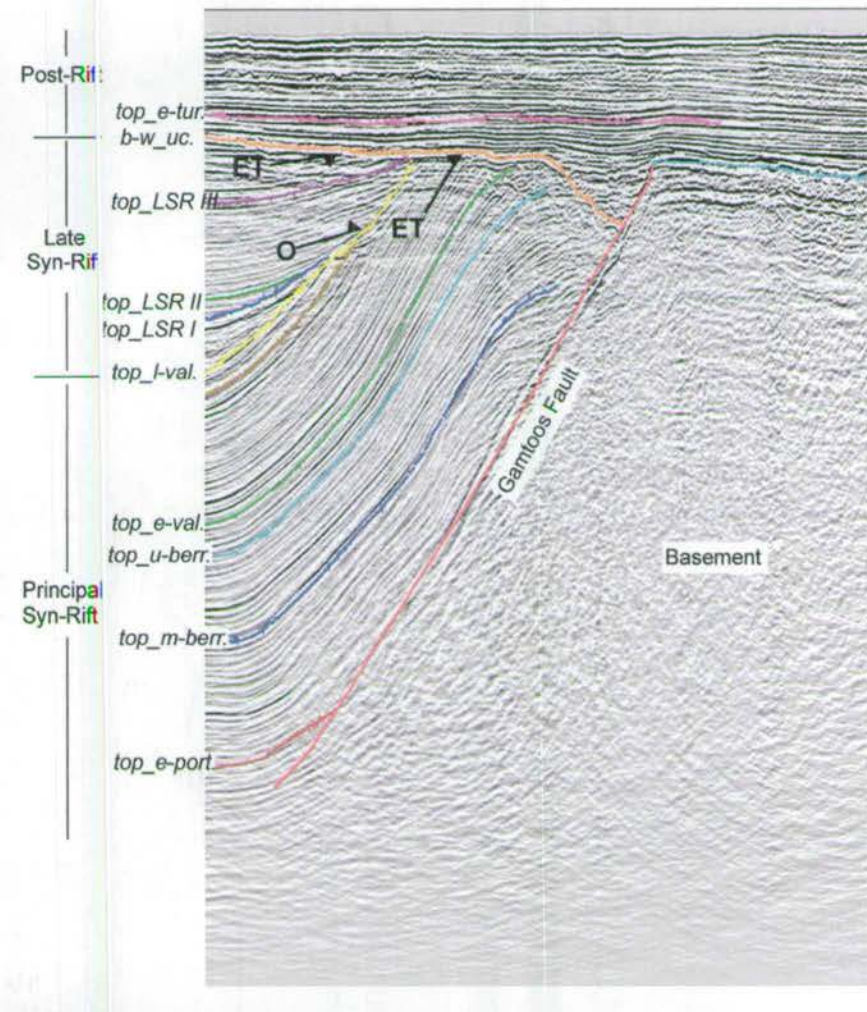 Post-Rift
top_e-tur.
b-w_uc.
ET
top_LSR III
ET
O
Late
Syn-Rif
top_LSR II
top_LSR I
top_l-val.
Gamtoos Fault
top_e-val.
top_u-berr.
Basement
Principal
Syn-Rift
top_m-berr.
top_e-port.